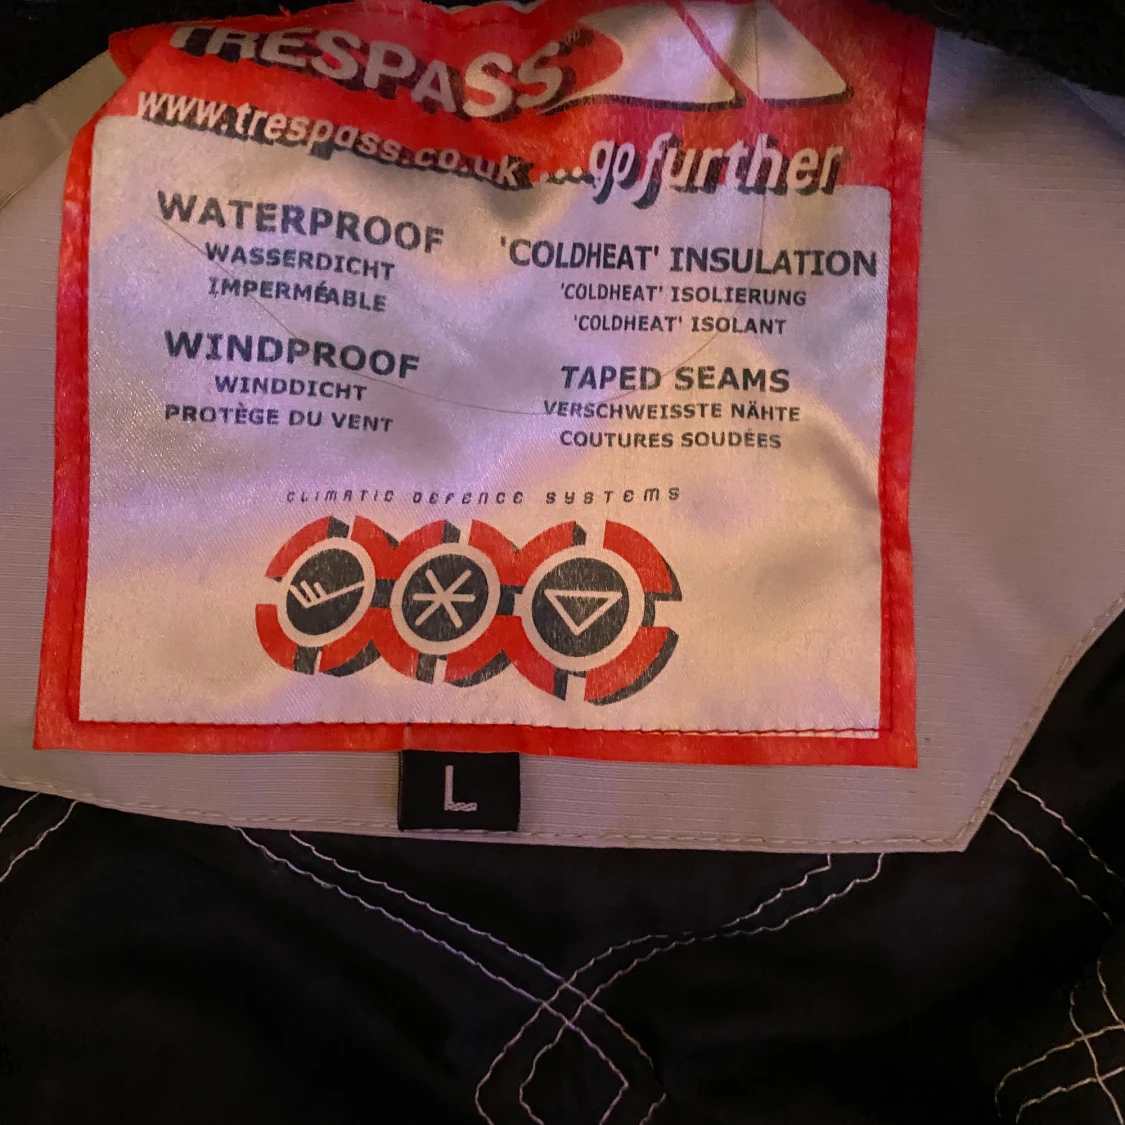 TRESPASS
www.trespass.co.uk
...go further
WATERPROOF
WASSERDICHT
IMPERMÉABLE
WINDPROOF
WINDDICHT
PROTÈGE DU VENT
'COLDHEAT' INSULATION
'COLDHEAT' ISOLIERUNG
'COLDHEAT' ISOLANT
TAPED SEAMS
VERSCHWEISSTE NÄHTE
COUTURES SOUDÉES
CLIMATIC DEFENCE SYSTEMS
L